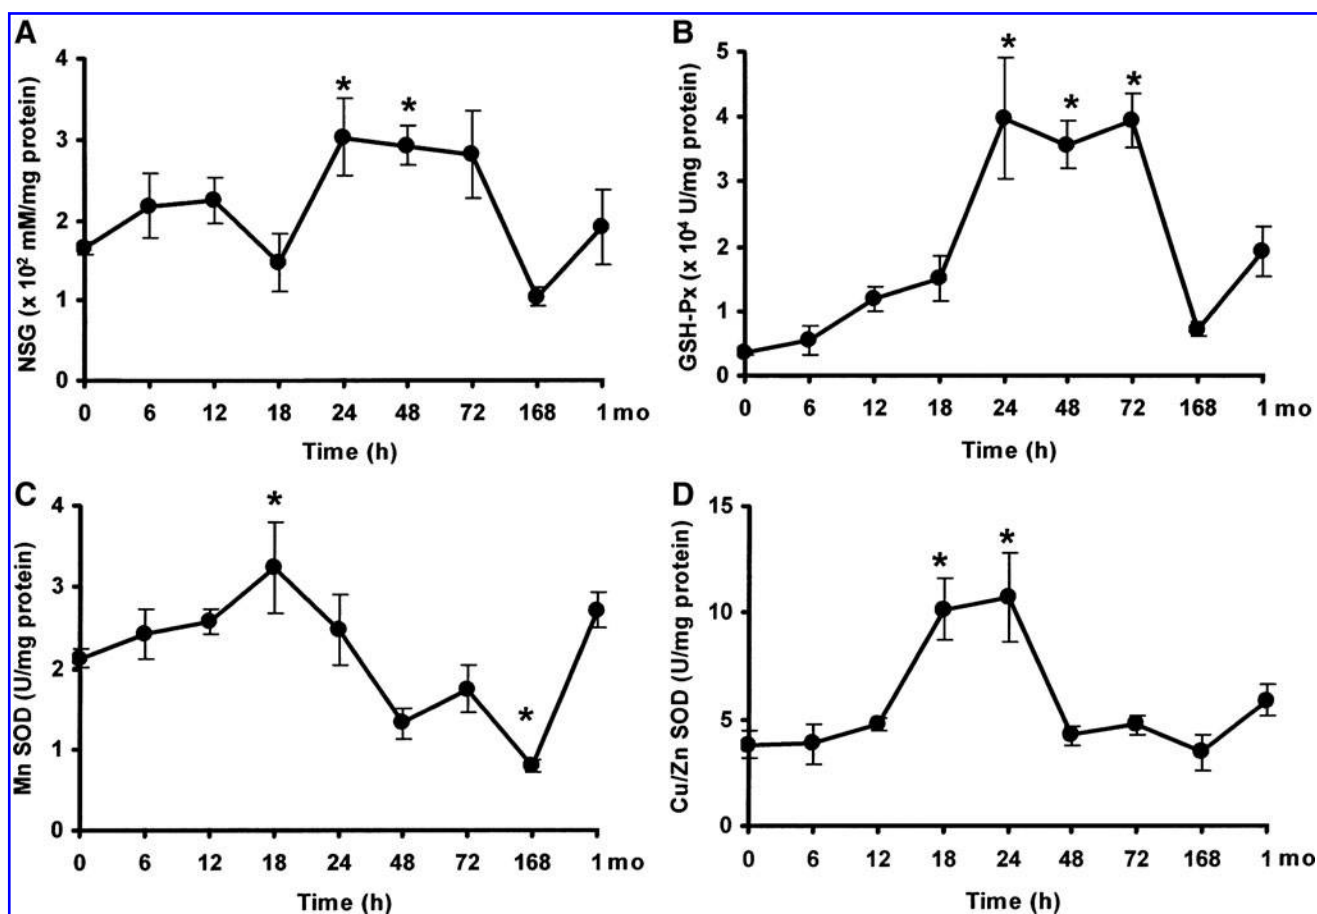 A
NSG (x 10² mM/mg protein)
4
3
2
1
0
* *
0 6 12 18 24 48 72 168 1 mo
Time (h)
B
GSH-Px (x 10⁴ U/mg protein)
5
4
3
2
1
0
* * *
0 6 12 18 24 48 72 168 1 mo
Time (h)
C
Mn SOD (U/mg protein)
4
3
2
1
0
* *
0 6 12 18 24 48 72 168 1 mo
Time (h)
D
Cu/Zn SOD (U/mg protein)
15
10
5
0
* *
0 6 12 18 24 48 72 168 1 mo
Time (h)